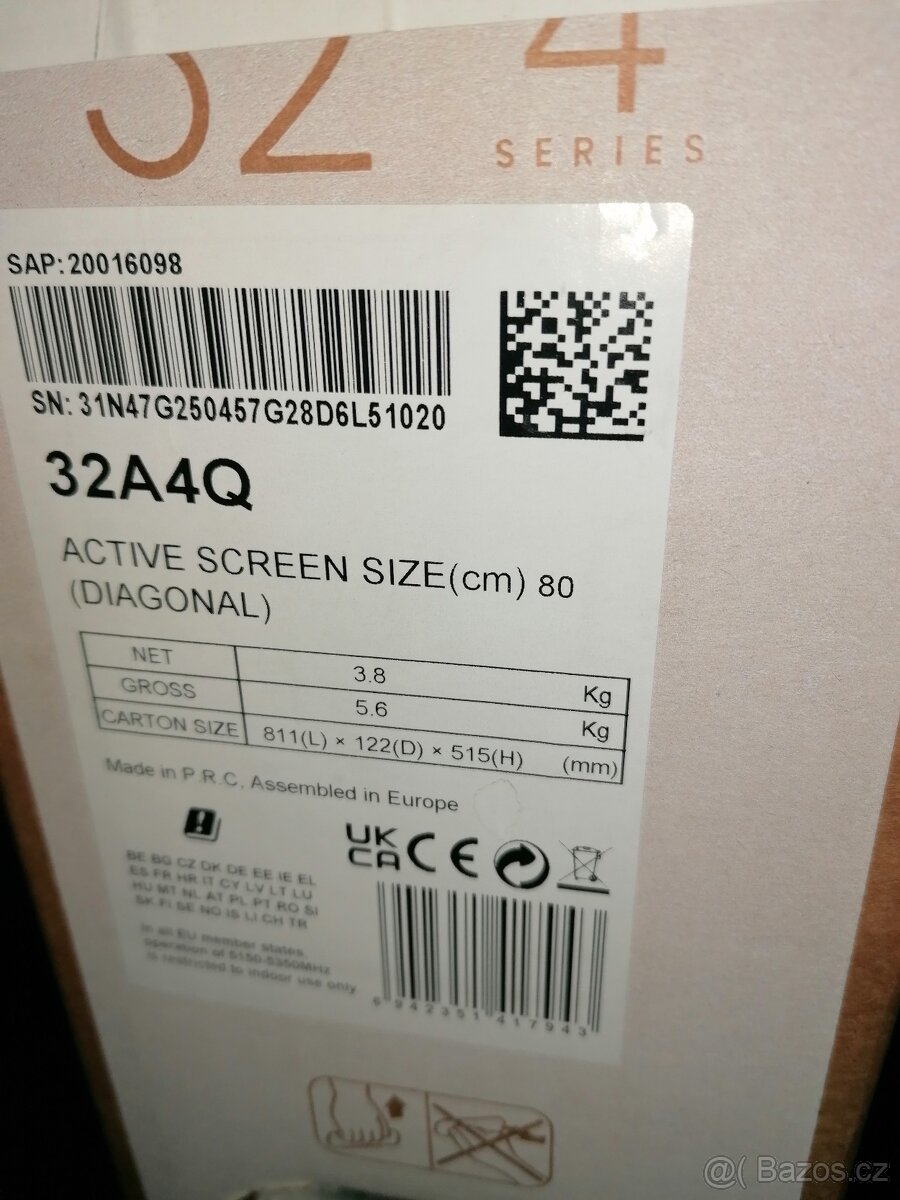 32 4
SERIES
SAP:20016098
SN: 31N47G250457G28D6L51020
32A4Q
ACTIVE SCREEN SIZE(cm) 80
(DIAGONAL)
NET 3.8 Kg
GROSS 5.6 Kg
CARTON SIZE 811(L) × 122(D) × 515(H) (mm)
Made in P.R.C, Assembled in Europe
UK
CA CE
BE BG CZ DK DE EE IE EL
ES FR HR IT CY LV LT LU
HU MT NL AT PL PT RO SI
SK FI SE NO IS LI CH TR
In all EU member states,
operation of 5150-5350MHz
is restricted to indoor use only
6 942351 417943
@( Bazos.cz